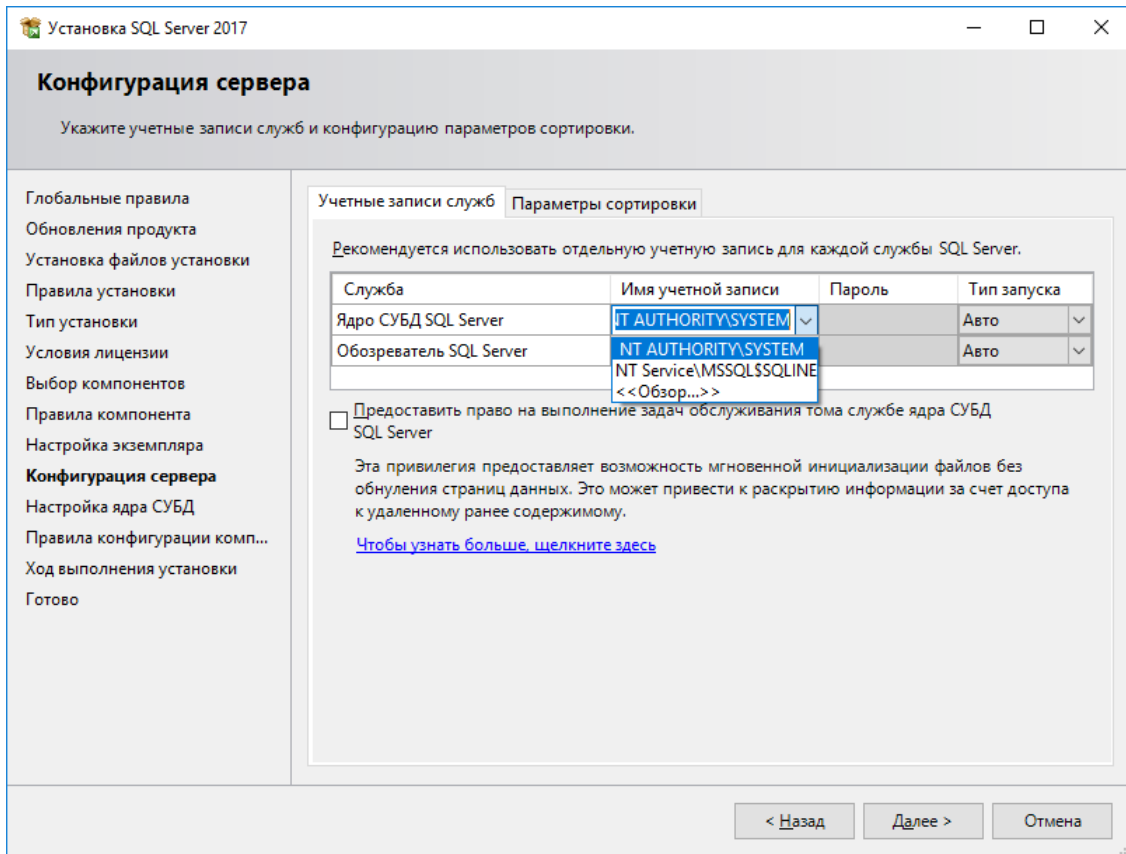 Установка SQL Server 2017
Конфигурация сервера
Укажите учетные записи служб и конфигурацию параметров сортировки.
Глобальные правила
Обновления продукта
Установка файлов установки
Правила установки
Тип установки
Условия лицензии
Выбор компонентов
Правила компонента
Настройка экземпляра
Конфигурация сервера
Настройка ядра СУБД
Правила конфигурации комп...
Ход выполнения установки
Готово
Учетные записи служб Параметры сортировки
Рекомендуется использовать отдельную учетную запись для каждой службы SQL Server.
Служба Имя учетной записи Пароль Тип запуска
Ядро СУБД SQL Server IT AUTHORITY\SYSTEM Авто
Обозреватель SQL Server NT AUTHORITY\SYSTEM Авто
NT Service\MSSQL$SQLINE
<<Обзор...>>
Предоставить право на выполнение задач обслуживания тома службе ядра СУБД
SQL Server
Эта привилегия предоставляет возможность мгновенной инициализации файлов без
обнуления страниц данных. Это может привести к раскрытию информации за счет доступа
к удаленному ранее содержимому.
Чтобы узнать больше, щелкните здесь
< Назад Далее > Отмена